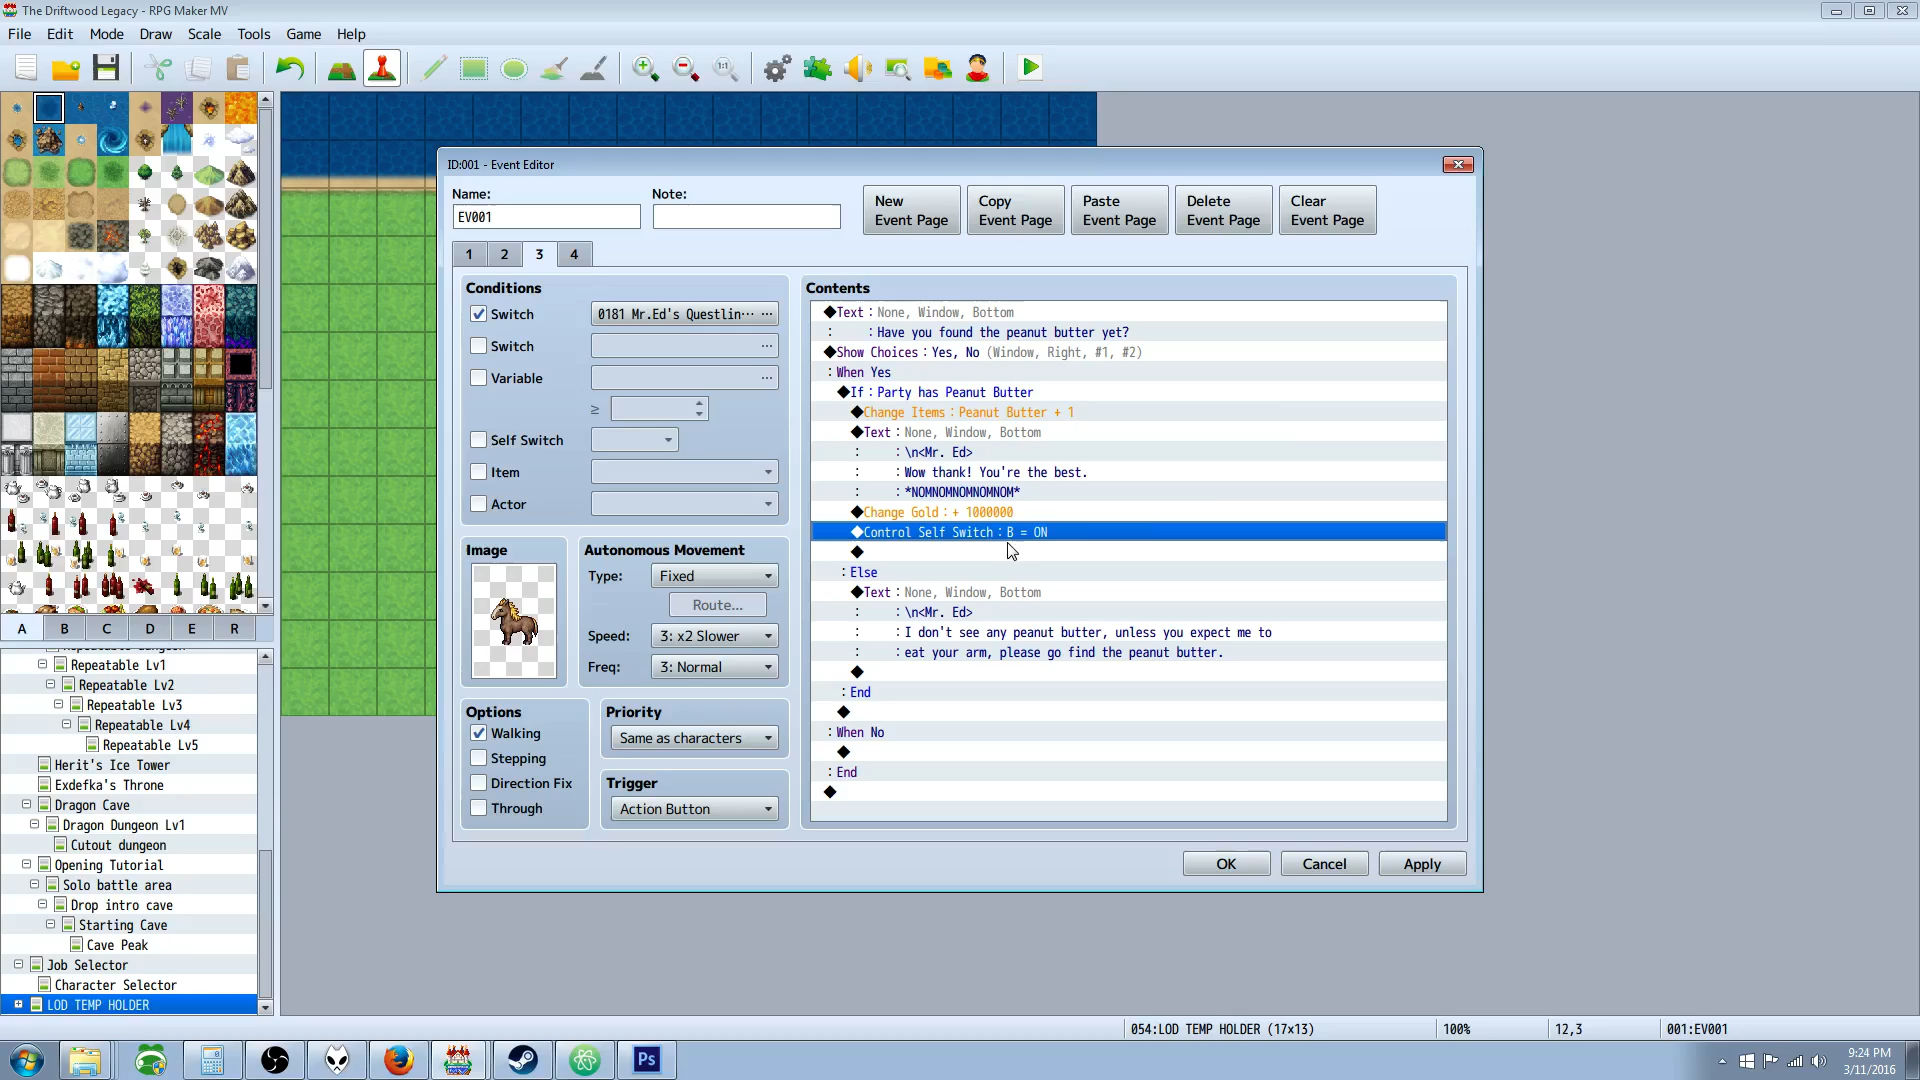 The Driftwood Legacy - RPG Maker MV
File Edit Mode Draw Scale Tools Game Help
1:1
ID:001 - Event Editor
Name:
Note:
EV001
New
Event Page
Copy
Event Page
Paste
Event Page
Delete
Event Page
Clear
Event Page
1 2 3 4
Conditions
Switch 0181 Mr.Ed's Questlin... ...
Switch ...
Variable ...
≥
Self Switch
Item
Actor
Image
Autonomous Movement
Type: Fixed
Route...
Speed: 3: x2 Slower
Freq: 3: Normal
Options
Walking
Stepping
Direction Fix
Through
Priority
Same as characters
Trigger
Action Button
Contents
◆Text : None, Window, Bottom
: : Have you found the peanut butter yet?
◆Show Choices : Yes, No (Window, Right, #1, #2)
: When Yes
◆If : Party has Peanut Butter
◆Change Items : Peanut Butter + 1
◆Text : None, Window, Bottom
: : \n<Mr. Ed>
: : Wow thank! You're the best.
: : *NOMNOMNOMNOMNOM*
◆Change Gold : + 1000000
◆Control Self Switch : B = ON
◆
: Else
◆Text : None, Window, Bottom
: : \n<Mr. Ed>
: : I don't see any peanut butter, unless you expect me to
: : eat your arm, please go find the peanut butter.
◆
: End
◆
: When No
◆
: End
◆
OK Cancel Apply
A B C D E R
Repeatable Lv1
Repeatable Lv2
Repeatable Lv3
Repeatable Lv4
Repeatable Lv5
Herit's Ice Tower
Exdefka's Throne
Dragon Cave
Dragon Dungeon Lv1
Cutout dungeon
Opening Tutorial
Solo battle area
Drop intro cave
Starting Cave
Cave Peak
Job Selector
Character Selector
LOD TEMP HOLDER
054:LOD TEMP HOLDER (17x13) 100% 12,3 001:EV001
Ps
9:24 PM
3/11/2016